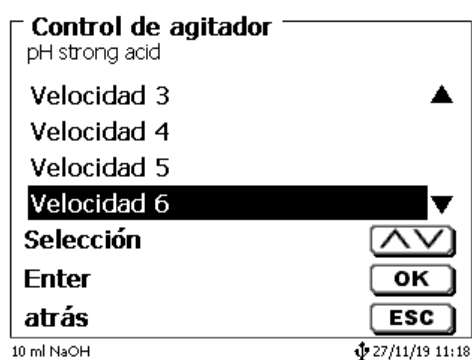 Control de agitador
pH strong acid
Velocidad 3
Velocidad 4
Velocidad 5
Velocidad 6
Selección
Enter OK
atrás ESC
10 ml NaOH 27/11/19 11:18